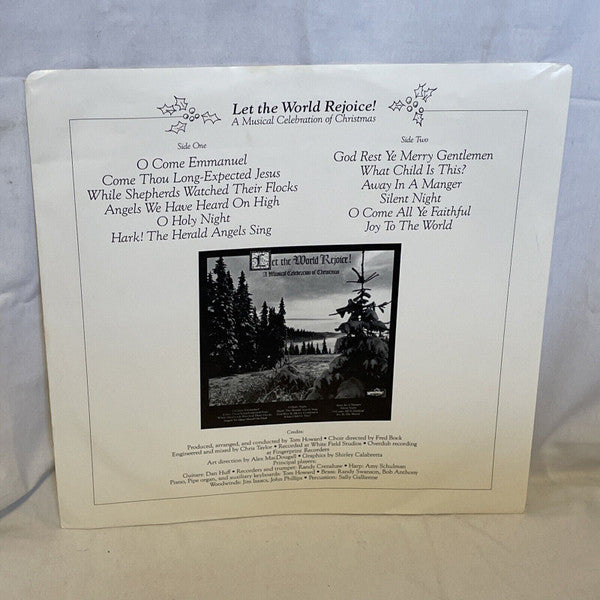 Let the World Rejoice!
A Musical Celebration of Christmas
Side One
O Come Emmanuel
Come Thou Long-Expected Jesus
While Shepherds Watched Their Flocks
Angels We Have Heard On High
O Holy Night
Hark! The Herald Angels Sing
Side Two
God Rest Ye Merry Gentlemen
What Child Is This?
Away In A Manger
Silent Night
O Come All Ye Faithful
Joy To The World
Let the World Rejoice!
A Musical Celebration of Christmas
Credits:
Produced, arranged, and conducted by Tom Howard • Choir directed by Fred Bock
Engineered and mixed by Chris Taylor • Recorded at White Field Studios • Overdub recording
at Fingerprint Recorders
Art direction by Alex MacDougall • Graphics by Shirley Calabretta
Principal players:
Guitars: Dan Huff • Recorders and trumpet: Randy Crenshaw • Harp: Amy Schulman
Piano, Pipe organ, and auxiliary keyboards: Tom Howard • Brass: Randy Swenson, Bob Anthony
Woodwinds: Jim Isaacs, John Phillips • Percussion: Sally Gallienne